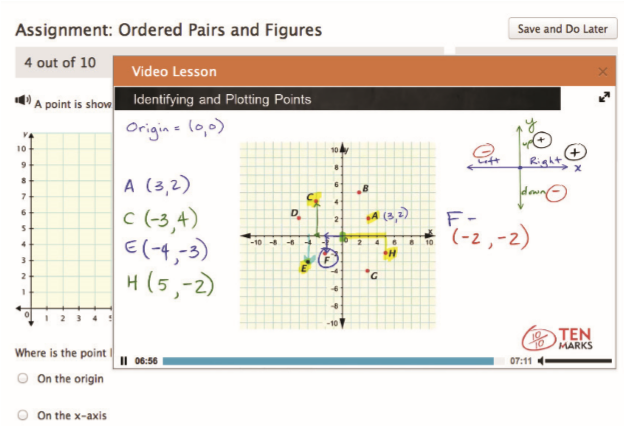 Assignment: Ordered Pairs and Figures
Save and Do Later
4 out of 10
Video Lesson
×
A point is show
Identifying and Plotting Points
Origin = (0,0)
A (3,2)
C (-3,4)
E (-4,-3)
H (5,-2)
y
10
9
8
7
6
5
4
3
2
1
0 1 2 3 4 5
10 y
8
6
4
2
-10 -8 -6 -4 -2 0 2 4 6 8 10
x
-2
-4
-6
-8
-10
B
C
D
A (3,2)
E
F
H
G
y
up +
- Left
Right + x
down -
F -
(-2, -2)
10/10 TEN
MARKS
06:56
07:11
Where is the point
On the origin
On the x-axis